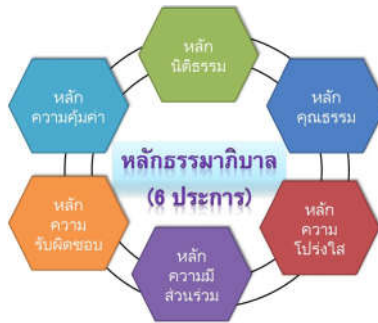 หลัก
นิติธรรม
หลัก
คุณธรรม
หลัก
ความ
โปร่งใส
หลัก
ความมี
ส่วนร่วม
หลัก
ความ
รับผิดชอบ
หลัก
ความคุ้มค่า
หลักธรรมาภิบาล
(6 ประการ)